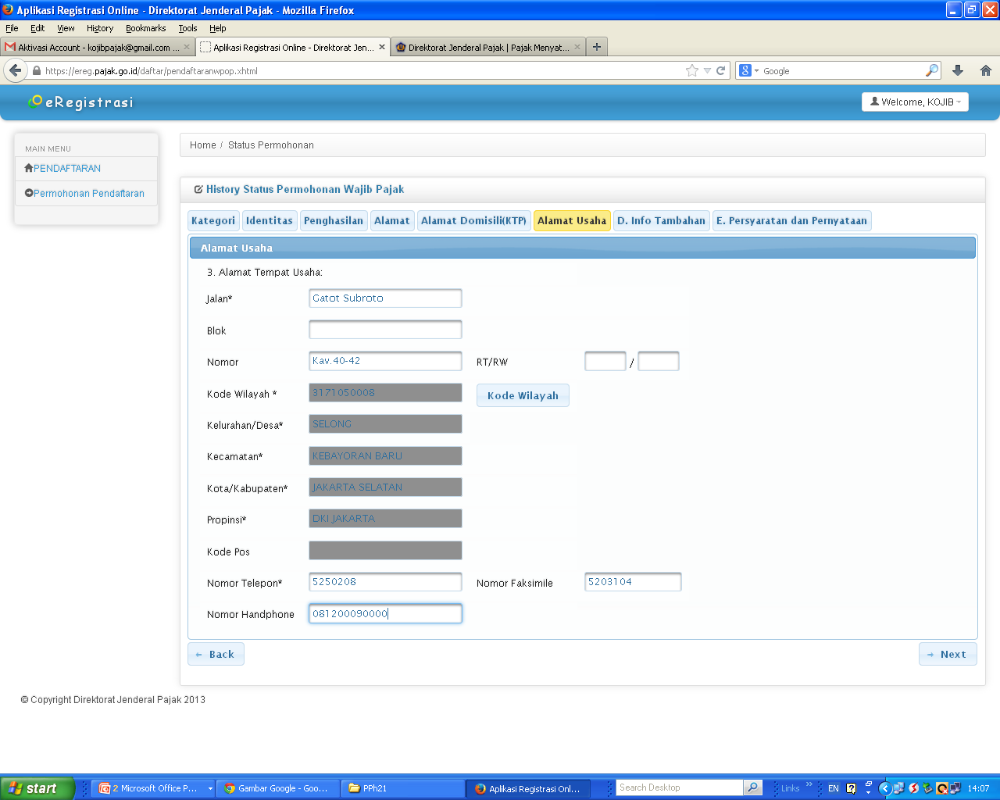 Aplikasi Registrasi Online - Direktorat Jenderal Pajak - Mozilla Firefox
File Edit View History Bookmarks Tools Help
Aktivasi Account - kojibpajak@gmail.com ... Aplikasi Registrasi Online - Direktorat Jen... Direktorat Jenderal Pajak | Pajak Menyat...
https://ereg.pajak.go.id/daftar/pendaftaranwpop.xhtml Google
eRegistrasi
Welcome, KOJIB
MAIN MENU
PENDAFTARAN
Permohonan Pendaftaran
Home / Status Permohonan
History Status Permohonan Wajib Pajak
Kategori Identitas Penghasilan Alamat Alamat Domisili(KTP) Alamat Usaha D. Info Tambahan E. Persyaratan dan Pernyataan
Alamat Usaha
3. Alamat Tempat Usaha:
Jalan* Gatot Subroto
Blok
Nomor Kav.40-42 RT/RW /
Kode Wilayah * 3171050008 Kode Wilayah
Kelurahan/Desa* SELONG
Kecamatan* KEBAYORAN BARU
Kota/Kabupaten* JAKARTA SELATAN
Propinsi* DKI JAKARTA
Kode Pos
Nomor Telepon* 5250208 Nomor Faksimile 5203104
Nomor Handphone 081200090000
Back Next
© Copyright Direktorat Jenderal Pajak 2013
start 2 Microsoft Office P... Gambar Google - Goo... PPh21 Aplikasi Registrasi Onl... Search Desktop Links EN 14:07